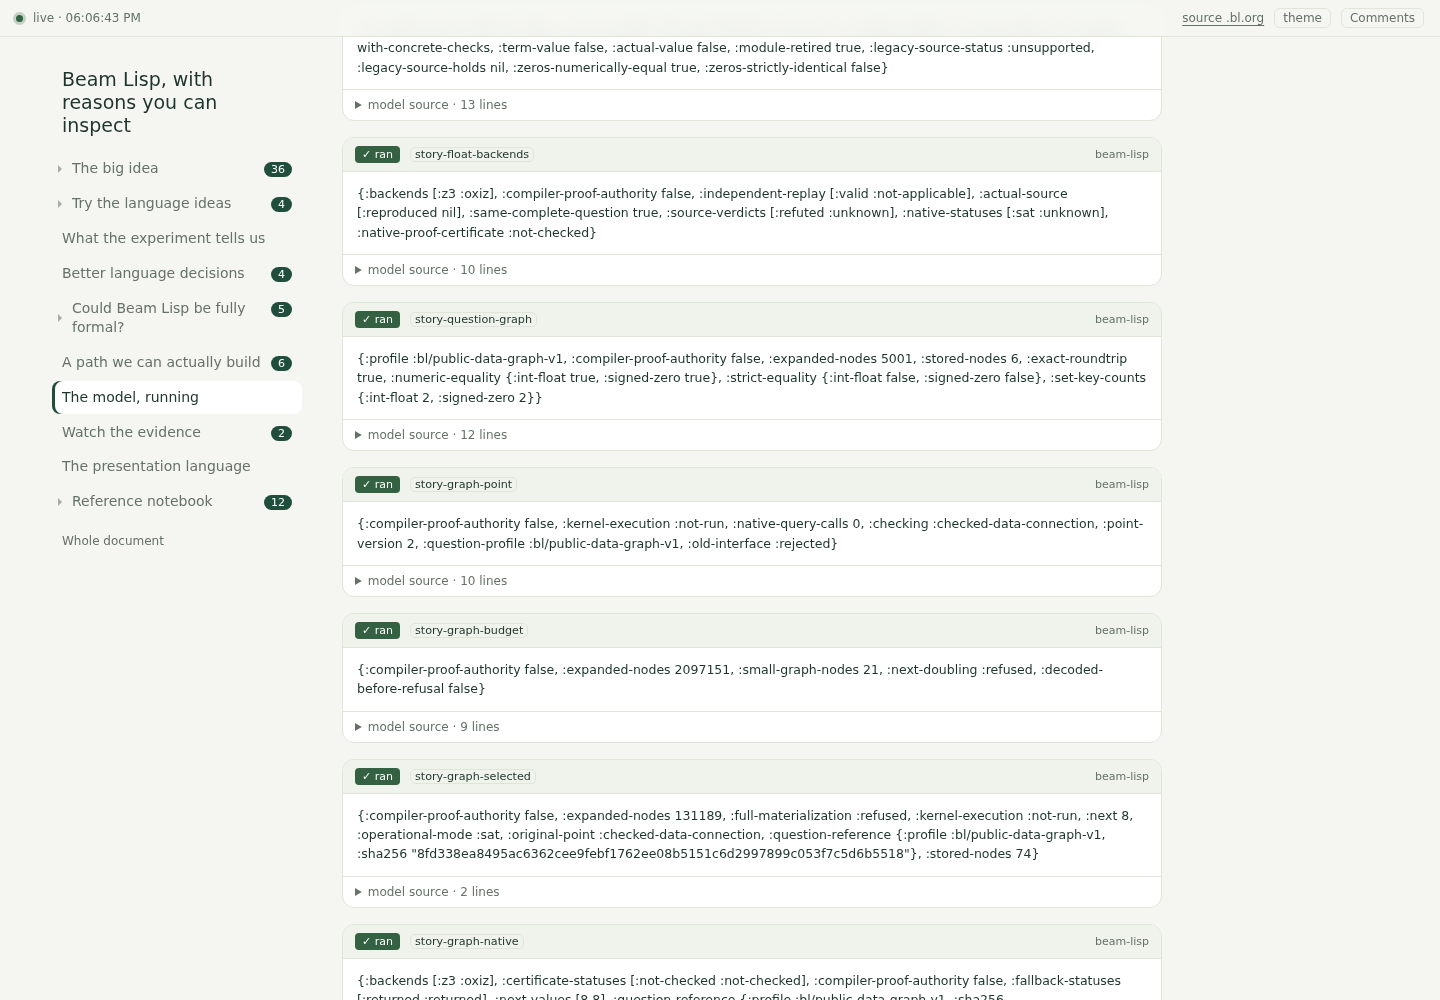 live · 06:06:43 PM
source .bl.org
theme
Comments
Beam Lisp, with
reasons you can
inspect
The big idea
36
Try the language ideas
4
What the experiment tells us
Better language decisions
4
Could Beam Lisp be fully
formal?
5
A path we can actually build
6
The model, running
Watch the evidence
2
The presentation language
Reference notebook
12
Whole document
with-concrete-checks, :term-value false, :actual-value false, :module-retired true, :legacy-source-status :unsupported,
:legacy-source-holds nil, :zeros-numerically-equal true, :zeros-strictly-identical false}
model source · 13 lines
✓ ran
story-float-backends
beam-lisp
{:backends [:z3 :oxiz], :compiler-proof-authority false, :independent-replay [:valid :not-applicable], :actual-source
[:reproduced nil], :same-complete-question true, :source-verdicts [:refuted :unknown], :native-statuses [:sat :unknown],
:native-proof-certificate :not-checked}
model source · 10 lines
✓ ran
story-question-graph
beam-lisp
{:profile :bl/public-data-graph-v1, :compiler-proof-authority false, :expanded-nodes 5001, :stored-nodes 6, :exact-roundtrip
true, :numeric-equality {:int-float true, :signed-zero true}, :strict-equality {:int-float false, :signed-zero false}, :set-key-counts
{:int-float 2, :signed-zero 2}}
model source · 12 lines
✓ ran
story-graph-point
beam-lisp
{:compiler-proof-authority false, :kernel-execution :not-run, :native-query-calls 0, :checking :checked-data-connection, :point-
version 2, :question-profile :bl/public-data-graph-v1, :old-interface :rejected}
model source · 10 lines
✓ ran
story-graph-budget
beam-lisp
{:compiler-proof-authority false, :expanded-nodes 2097151, :small-graph-nodes 21, :next-doubling :refused, :decoded-
before-refusal false}
model source · 9 lines
✓ ran
story-graph-selected
beam-lisp
{:compiler-proof-authority false, :expanded-nodes 131189, :full-materialization :refused, :kernel-execution :not-run, :next 8,
:operational-mode :sat, :original-point :checked-data-connection, :question-reference {:profile :bl/public-data-graph-v1,
:sha256 "8fd338ea8495ac6362cee9febf1762ee08b5151c6d2997899c053f7c5d6b5518"}, :stored-nodes 74}
model source · 2 lines
✓ ran
story-graph-native
beam-lisp
{:backends [:z3 :oxiz], :certificate-statuses [:not-checked :not-checked], :compiler-proof-authority false, :fallback-statuses
[:returned :returned], :next-values [8 8], :question-reference {:profile :bl/public-data-graph-v1, :sha256